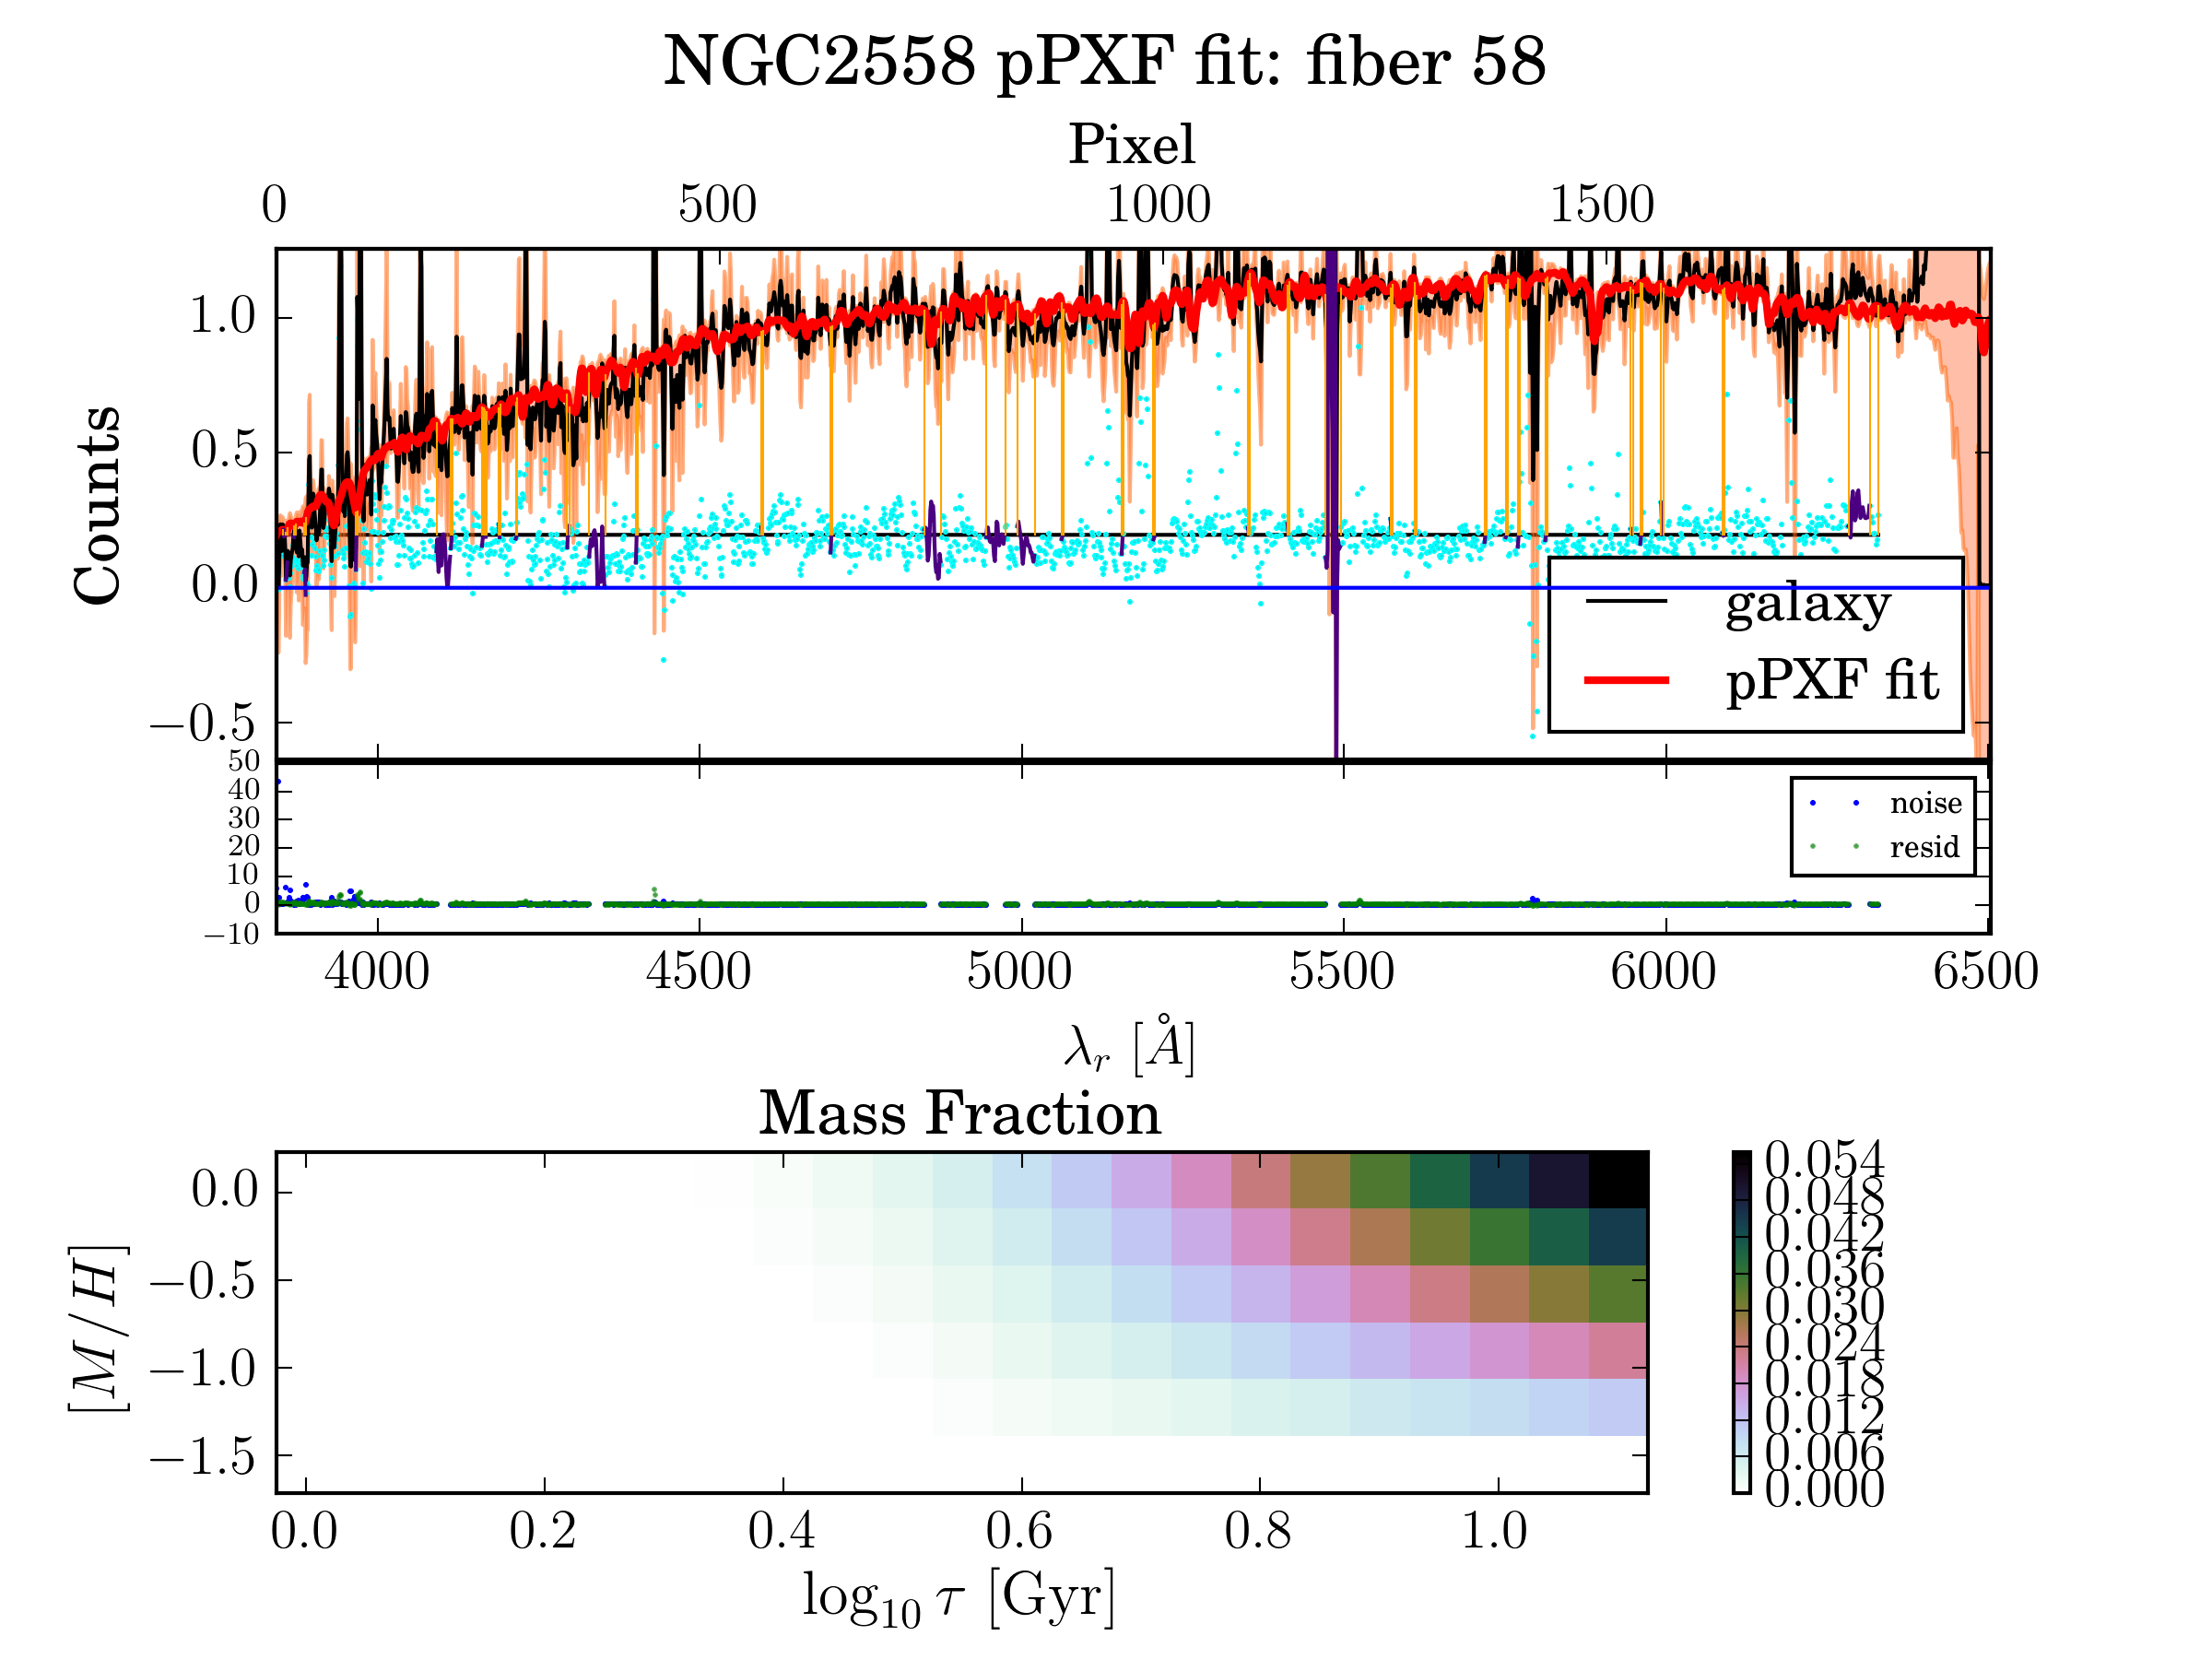 NGC2558 pPXF fit: fiber 58
Pixel
0 500 1000 1500
Counts
1.0
0.5
0.0
−0.5
galaxy
pPXF fit
50
40
30
20
10
0
−10
noise
resid
4000 4500 5000 5500 6000 6500
λr [Å]
Mass Fraction
[M/H]
0.0
−0.5
−1.0
−1.5
0.0 0.2 0.4 0.6 0.8 1.0
log10 τ [Gyr]
0.054
0.048
0.042
0.036
0.030
0.024
0.018
0.012
0.006
0.000